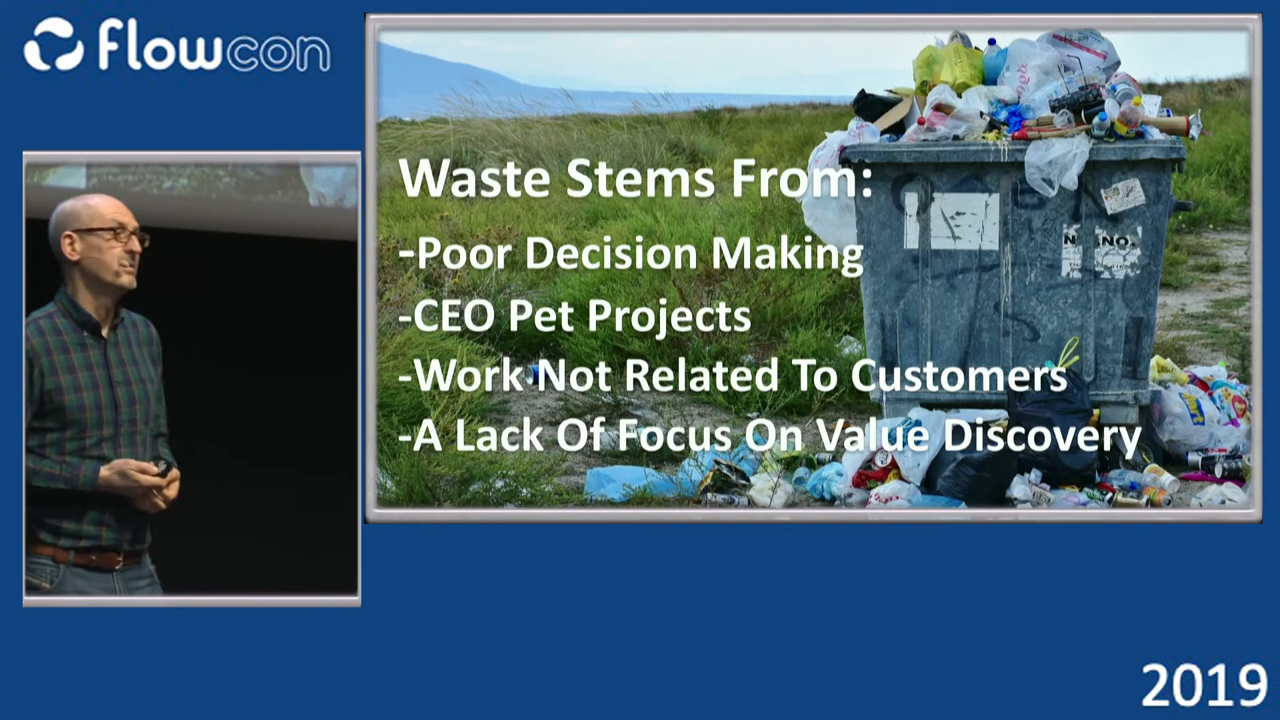 flowcon
Waste Stems From:
-Poor Decision Making
-CEO Pet Projects
-Work Not Related To Customers
-A Lack Of Focus On Value Discovery
2019